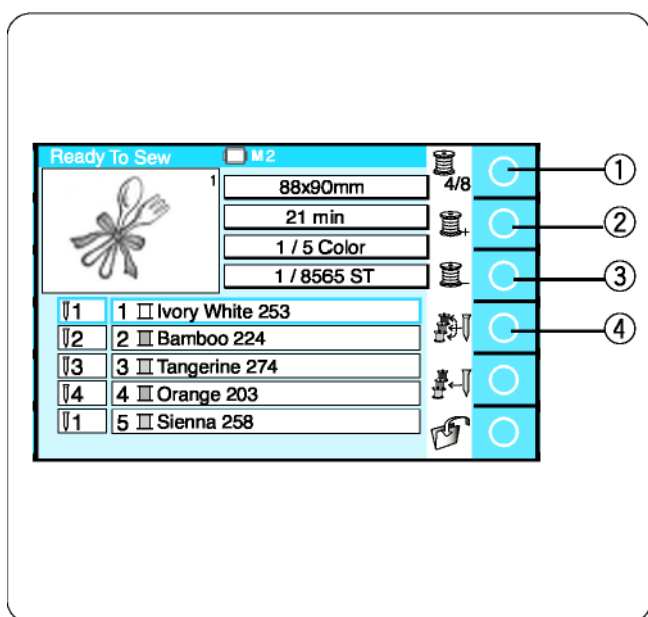 Ready To Sew M2
1
88x90mm
21 min
1 / 5 Color
1 / 8565 ST
4/8
+
−
1 1 Ivory White 253
2 2 Bamboo 224
3 3 Tangerine 274
4 4 Orange 203
1 5 Sienna 258
①
②
③
④